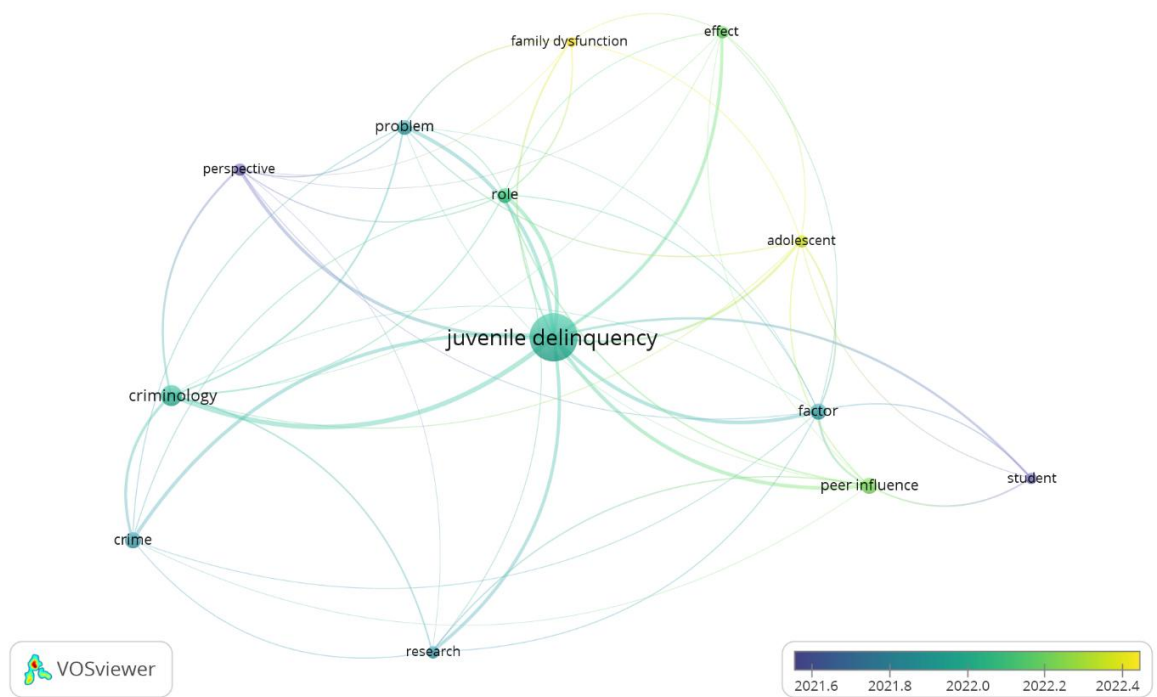 family dysfunction
effect
problem
perspective
role
adolescent
juvenile delinquency
criminology
factor
student
peer influence
crime
research
VOSviewer
2021.6 2021.8 2022.0 2022.2 2022.4